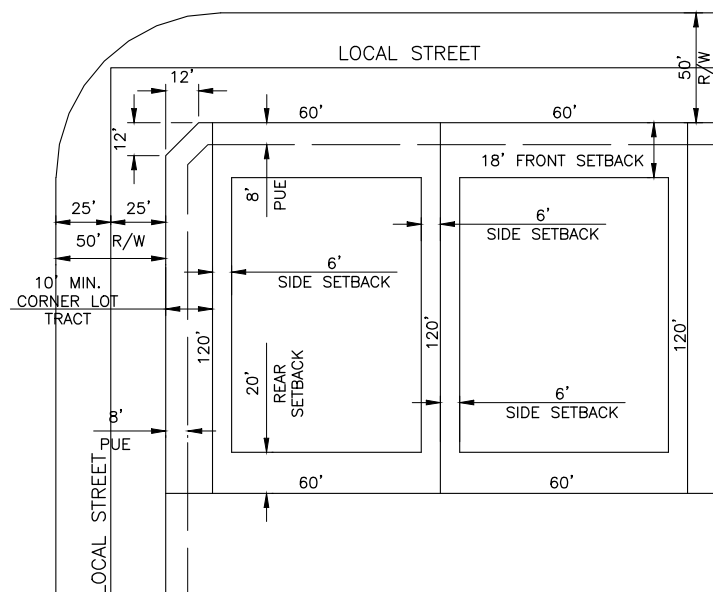 LOCAL STREET
50'
R/W
12'
12'
60'
60'
18' FRONT SETBACK
8'
PUE
25'
25'
50' R/W
6'
SIDE SETBACK
6'
SIDE SETBACK
10' MIN.
CORNER LOT
TRACT
120'
120'
120'
20'
REAR
SETBACK
6'
SIDE SETBACK
8'
PUE
60'
60'
LOCAL STREET